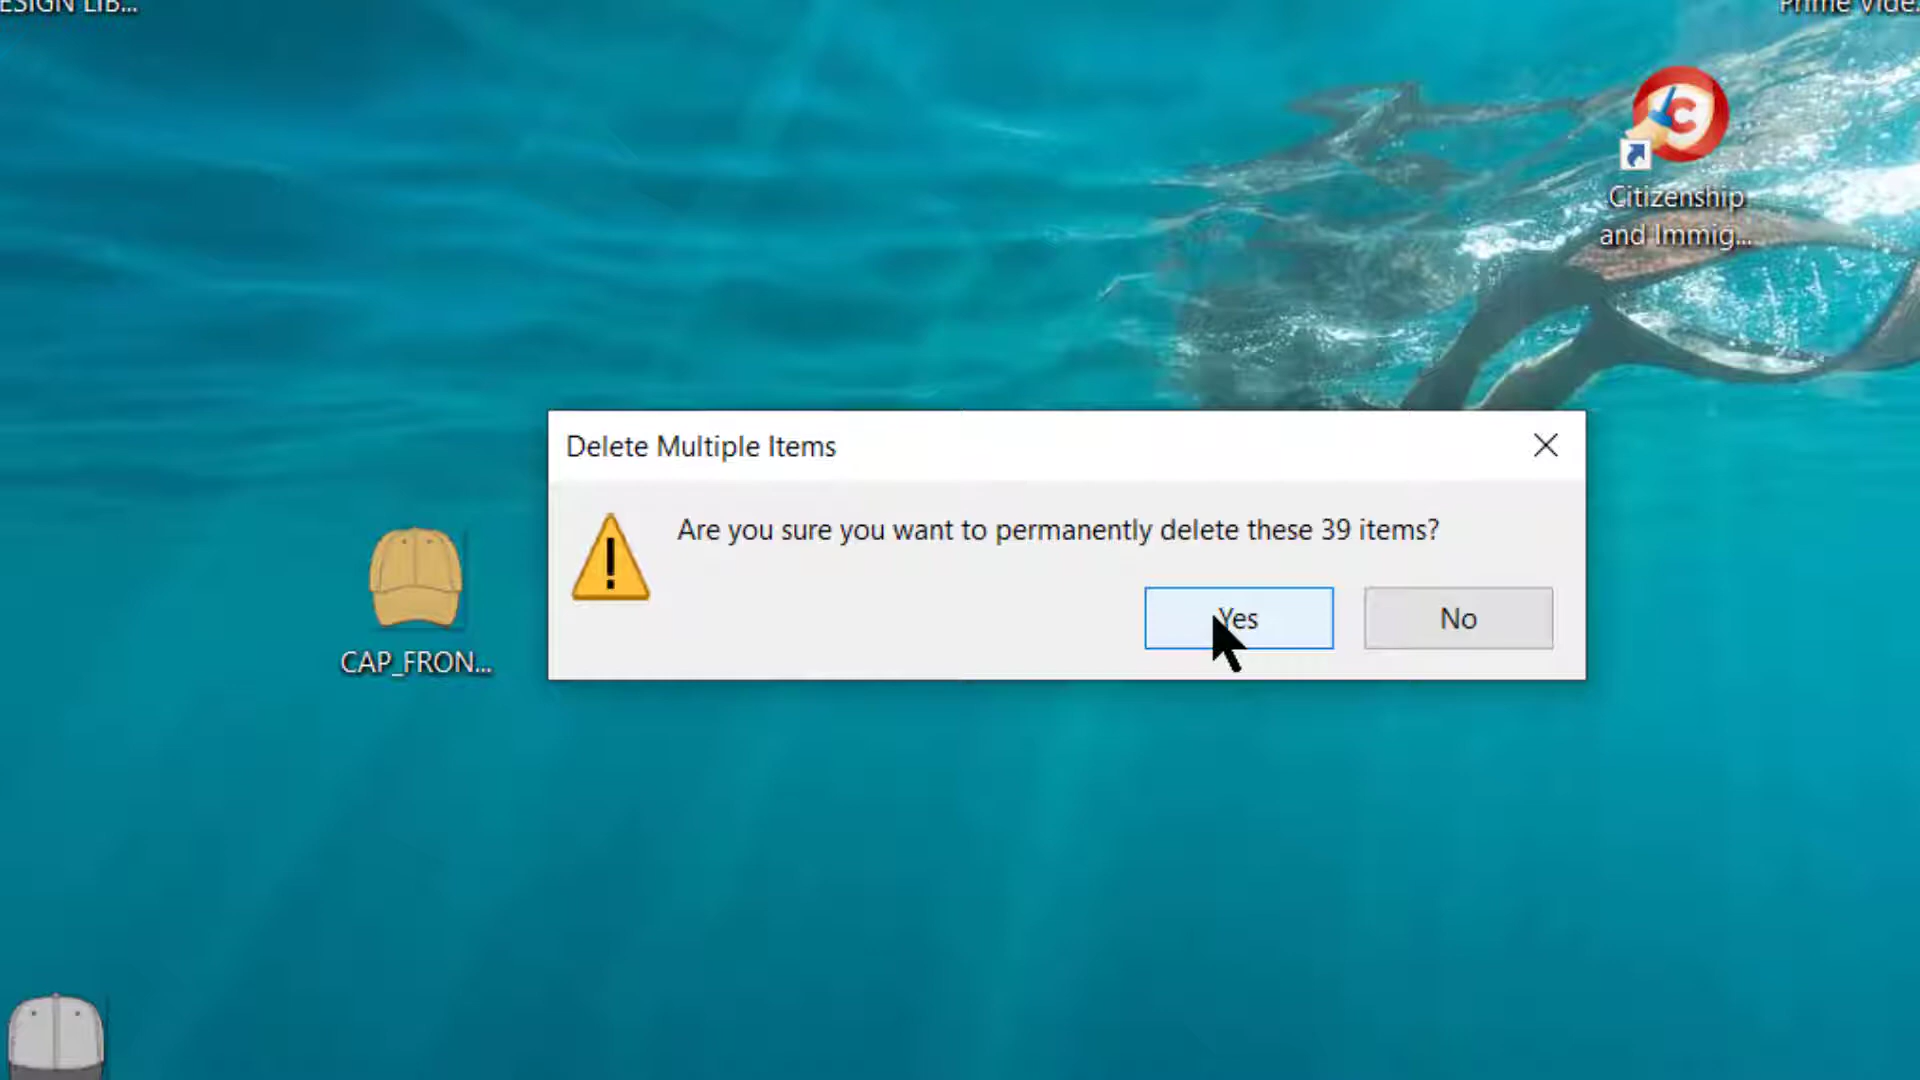 ESIGN LIB...
Prime Vide...
Citizenship
and Immig...
Delete Multiple Items
Are you sure you want to permanently delete these 39 items?
Yes
No
CAP_FRON...